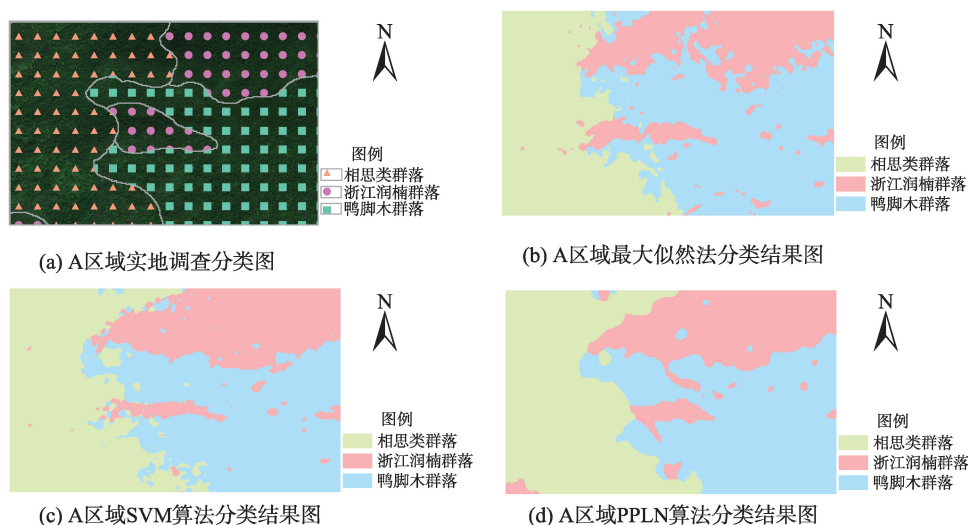 N
图例
相思类群落
浙江润楠群落
鸭脚木群落
(a) A区域实地调查分类图
N
图例
相思类群落
浙江润楠群落
鸭脚木群落
(b) A区域最大似然法分类结果图
N
图例
相思类群落
浙江润楠群落
鸭脚木群落
(c) A区域SVM算法分类结果图
N
图例
相思类群落
浙江润楠群落
鸭脚木群落
(d) A区域PPLN算法分类结果图